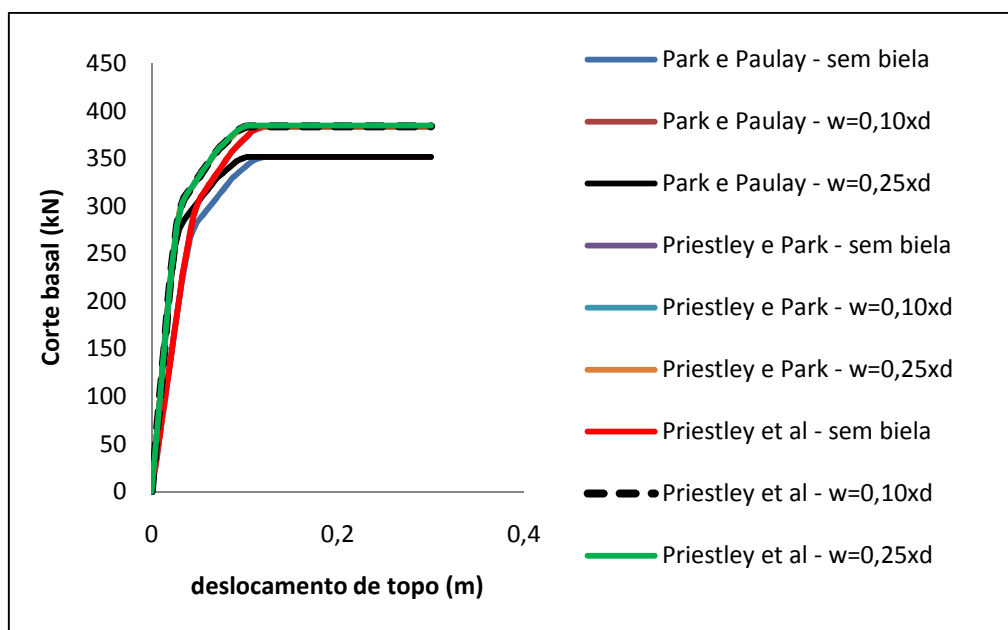 450
400
350
300
250
200
150
100
50
0
Corte basal (kN)
0
0,2
0,4
deslocamento de topo (m)
Park e Paulay - sem biela
Park e Paulay - w=0,10xd
Park e Paulay - w=0,25xd
Priestley e Park - sem biela
Priestley e Park - w=0,10xd
Priestley e Park - w=0,25xd
Priestley et al - sem biela
Priestley et al - w=0,10xd
Priestley et al - w=0,25xd